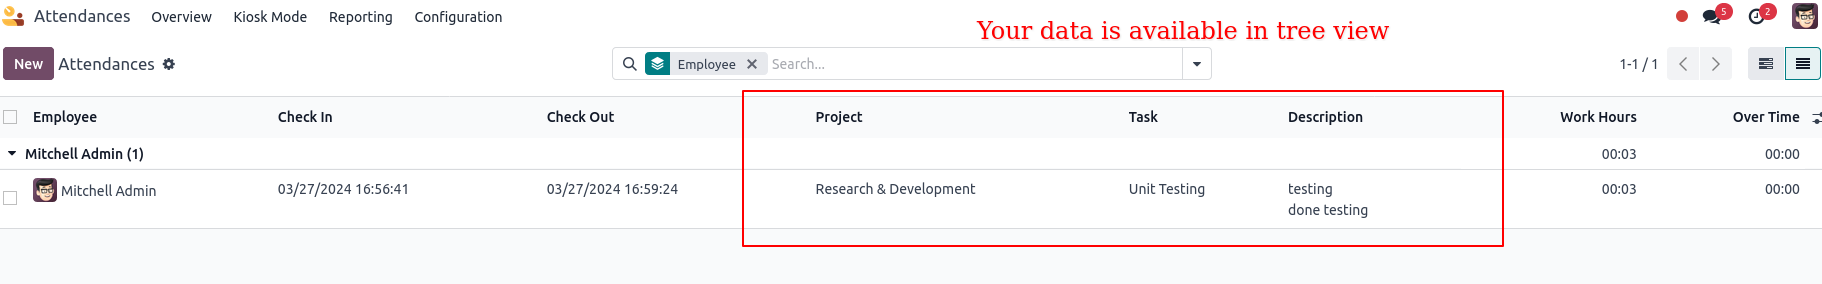 Attendances Overview Kiosk Mode Reporting Configuration 5 2
Your data is available in tree view
New Attendances Employee Search... 1-1 / 1
Employee Check In Check Out Project Task Description Work Hours Over Time
Mitchell Admin (1) 00:03 00:00
Mitchell Admin 03/27/2024 16:56:41 03/27/2024 16:59:24 Research & Development Unit Testing testing 00:03 00:00
done testing